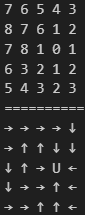 7 6 5 4 3
8 7 6 1 2
7 8 1 0 1
6 3 2 1 2
5 4 3 2 3
==========
→ → → → ↓
→ ↑ ↑ ↓ ↓
↓ ↑ → U ←
↓ → → ↑ ←
→ → ↑ ↑ ←